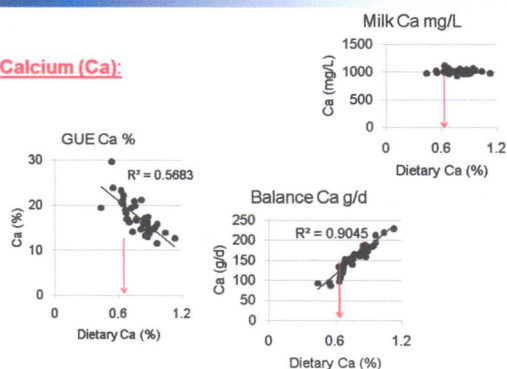 Calcium (Ca):
Milk Ca mg/L
1500
1000
500
0
Ca (mg/L)
0
0.6
1.2
Dietary Ca (%)
GUE Ca %
30
20
10
0
Ca (%)
R² = 0.5683
0
0.6
1.2
Dietary Ca (%)
Balance Ca g/d
250
200
150
100
50
0
Ca (g/d)
R² = 0.9045
0
0.6
1.2
Dietary Ca (%)